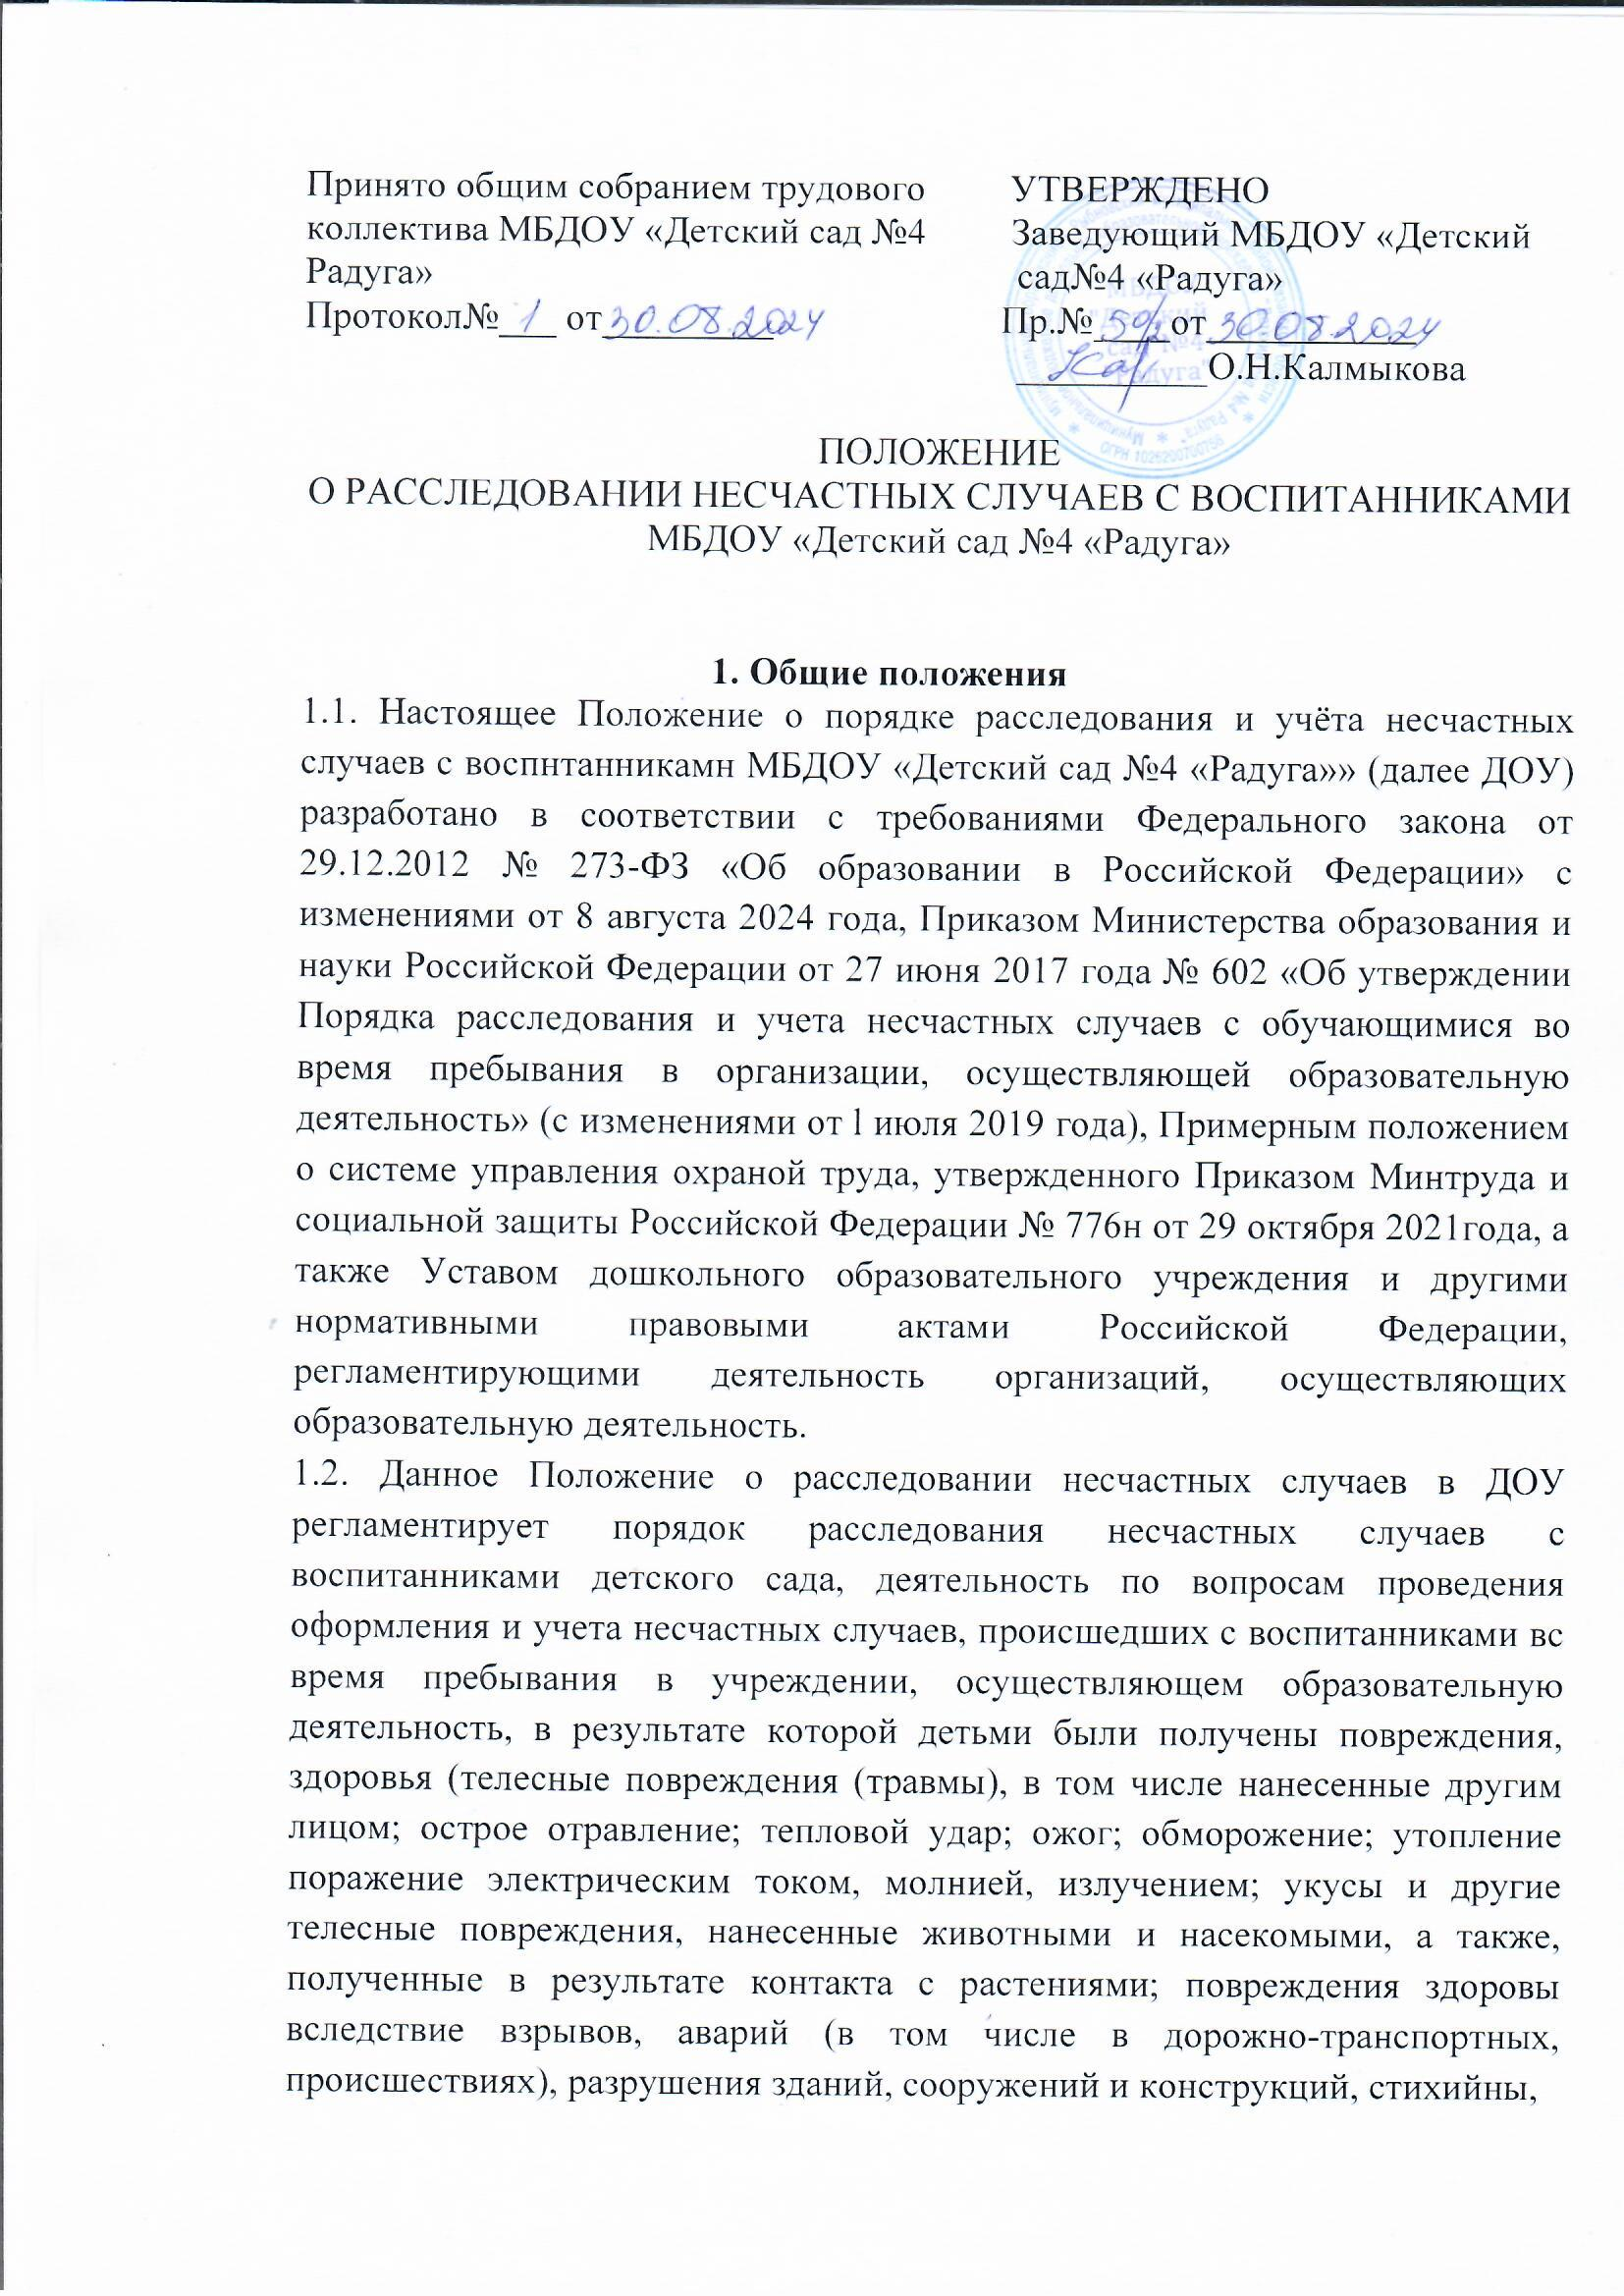 Принято общим собранием трудового
коллектива МБДОУ «Детский сад №4
Радуга»
Протокол№ 1 от 30.08.2024
УТВЕРЖДЕНО
Заведующий МБДОУ «Детский
сад№4 «Радуга»
Пр.№ 59/2 от 30.08.2024
О.Н.Калмыкова
ОГРН 1026200700756
ПОЛОЖЕНИЕ
О РАССЛЕДОВАНИИ НЕСЧАСТНЫХ СЛУЧАЕВ С ВОСПИТАННИКАМИ
МБДОУ «Детский сад №4 «Радуга»
1. Общие положения
1.1. Настоящее Положение о порядке расследования и учёта несчастных
случаев с воспнтанникамн МБДОУ «Детский сад №4 «Радуга»» (далее ДОУ)
разработано в соответствии с требованиями Федерального закона от
29.12.2012 № 273-ФЗ «Об образовании в Российской Федерации» с
изменениями от 8 августа 2024 года, Приказом Министерства образования и
науки Российской Федерации от 27 июня 2017 года № 602 «Об утверждении
Порядка расследования и учета несчастных случаев с обучающимися во
время пребывания в организации, осуществляющей образовательную
деятельность» (с изменениями от l июля 2019 года), Примерным положением
о системе управления охраной труда, утвержденного Приказом Минтруда и
социальной защиты Российской Федерации № 776н от 29 октября 2021года, а
также Уставом дошкольного образовательного учреждения и другими
нормативными правовыми актами Российской Федерации,
регламентирующими деятельность организаций, осуществляющих
образовательную деятельность.
1.2. Данное Положение о расследовании несчастных случаев в ДОУ
регламентирует порядок расследования несчастных случаев с
воспитанниками детского сада, деятельность по вопросам проведения
оформления и учета несчастных случаев, происшедших с воспитанниками вс
время пребывания в учреждении, осуществляющем образовательную
деятельность, в результате которой детьми были получены повреждения,
здоровья (телесные повреждения (травмы), в том числе нанесенные другим
лицом; острое отравление; тепловой удар; ожог; обморожение; утопление
поражение электрическим током, молнией, излучением; укусы и другие
телесные повреждения, нанесенные животными и насекомыми, а также,
полученные в результате контакта с растениями; повреждения здоровы
вследствие взрывов, аварий (в том числе в дорожно-транспортных,
происшествиях), разрушения зданий, сооружений и конструкций, стихийны,